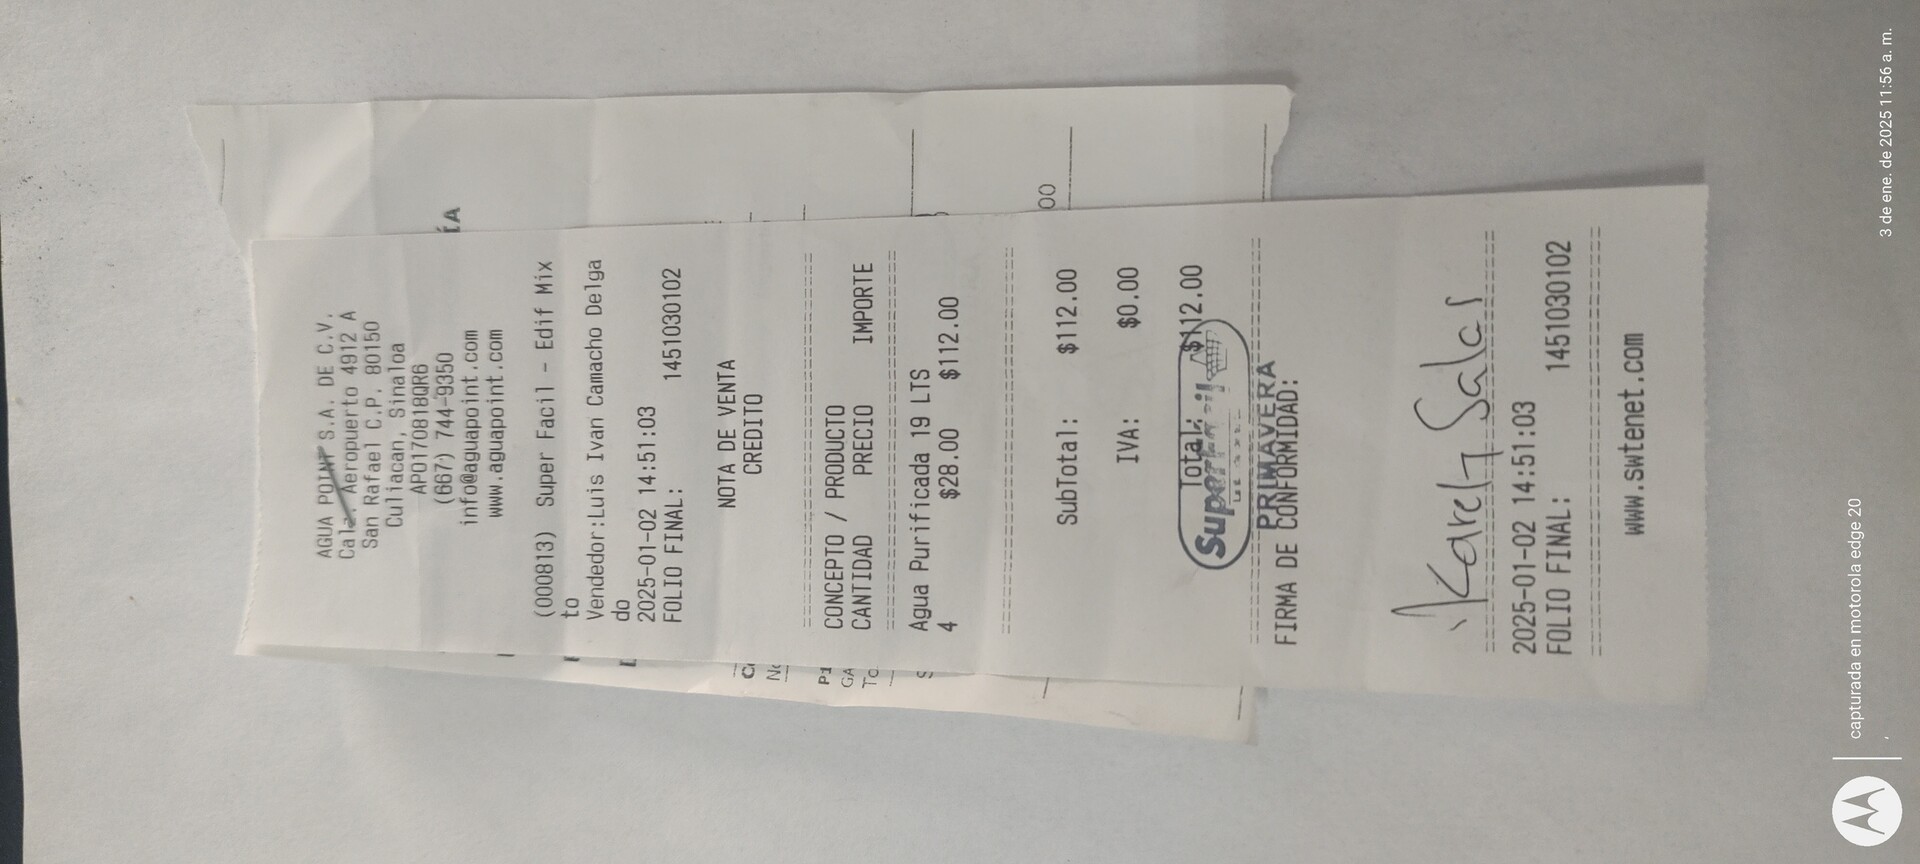 AGUA POINT S.A. DE C.V.
Calz. Aeropuerto 4912 A
San Rafael C.P. 80150
Culiacan, Sinaloa
APO170818QR6
(667) 744-9350
info@aguapoint.com
www.aguapoint.com
(000813) Super Facil - Edif Mix
to
Vendedor:Luis Ivan Camacho Delga
do
2025-01-02 14:51:03
FOLIO FINAL: 1451030102
NOTA DE VENTA
CREDITO
CONCEPTO / PRODUCTO
CANTIDAD PRECIO IMPORTE
Agua Purificada 19 LTS
4 $28.00 $112.00
SubTotal: $112.00
IVA: $0.00
Total: $112.00
PRIMAVERA
FIRMA DE CONFORMIDAD:
Karely Salas
2025-01-02 14:51:03
FOLIO FINAL: 1451030102
www.swtenet.com
ÍA
00
capturada en motorola edge 20
3 de ene. de 2025 11:56 a. m.